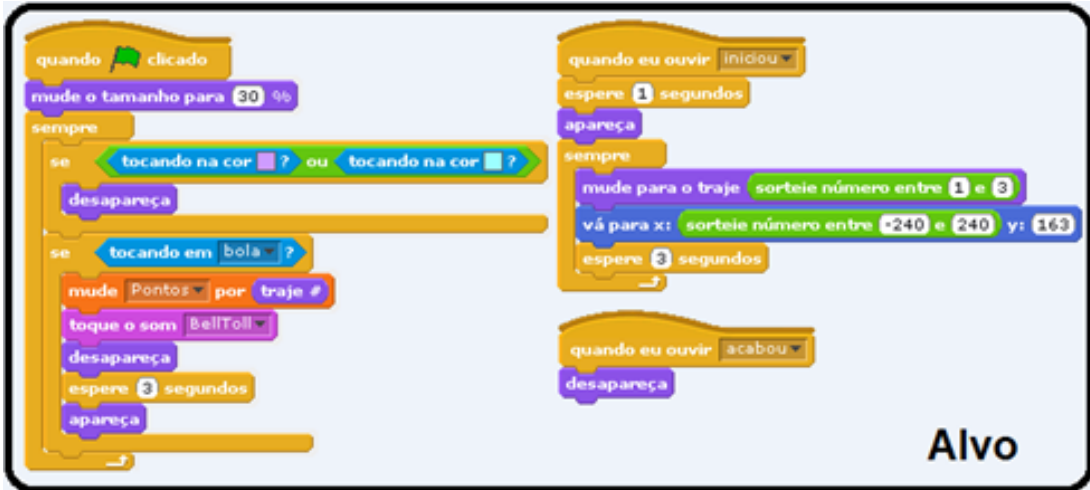 quando clicado
mude o tamanho para 30 %
sempre
se tocando na cor ? ou tocando na cor ?
desapareça
se tocando em bola ?
mude Pontos por traje #
toque o som BellToll
desapareça
espere 3 segundos
apareça
quando eu ouvir iniciou
espere 1 segundos
apareça
sempre
mude para o traje sorteie número entre 1 e 3
vá para x: sorteie número entre -240 e 240 y: 163
espere 3 segundos
quando eu ouvir acabou
desapareça
Alvo